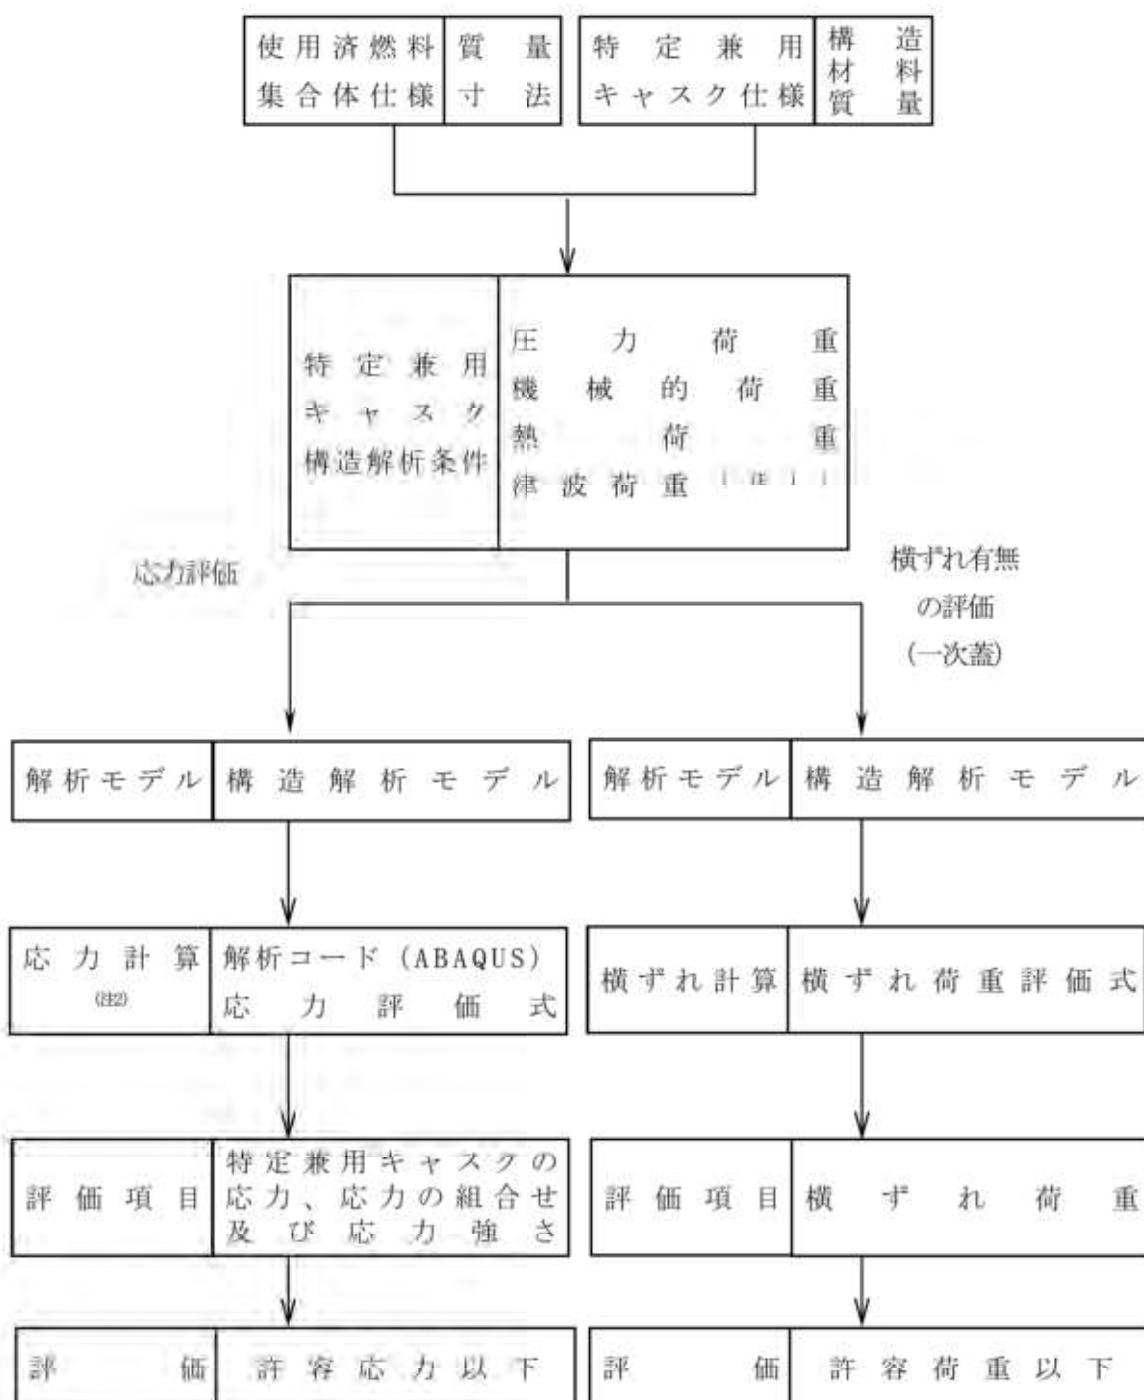 使用済燃料
集合体仕様
質量
寸法
特定兼用
キャスク仕様
構造
材料
質量
特定兼用
キャスク
構造解析条件
圧力荷重
機械的荷重
熱荷重
津波荷重
応力評価
横ずれ有無
の評価
(一次蓋)
解析モデル
構造解析モデル
解析モデル
構造解析モデル
応力計算
(注2)
解析コード (ABAQUS)
応力評価式
横ずれ計算
横ずれ荷重評価式
評価項目
特定兼用キャスクの
応力、応力の組合せ
及び応力強さ
評価項目
横ずれ荷重
評価
許容応力以下
評価
許容荷重以下